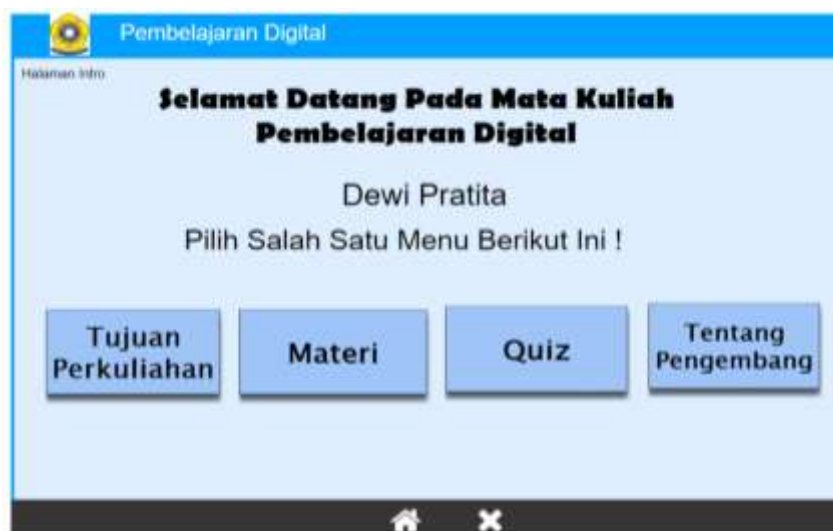 Pembelajaran Digital
Halaman Intro
Selamat Datang Pada Mata Kuliah
Pembelajaran Digital
Dewi Pratita
Pilih Salah Satu Menu Berikut Ini !
Tujuan
Perkuliahan
Materi
Quiz
Tentang
Pengembang